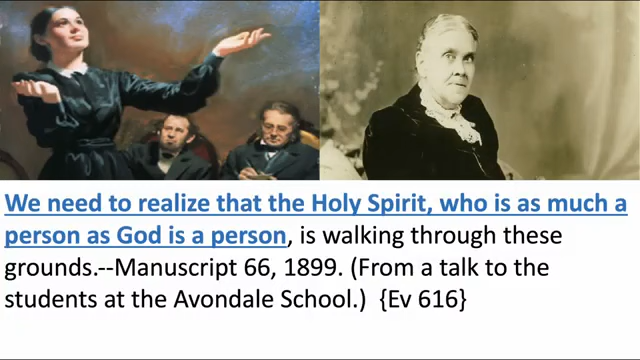 We need to realize that the Holy Spirit, who is as much a
person as God is a person, is walking through these
grounds.--Manuscript 66, 1899. (From a talk to the
students at the Avondale School.)  {Ev 616}